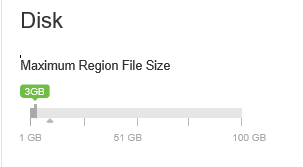 Disk
Maximum Region File Size
3GB
1 GB 51 GB 100 GB